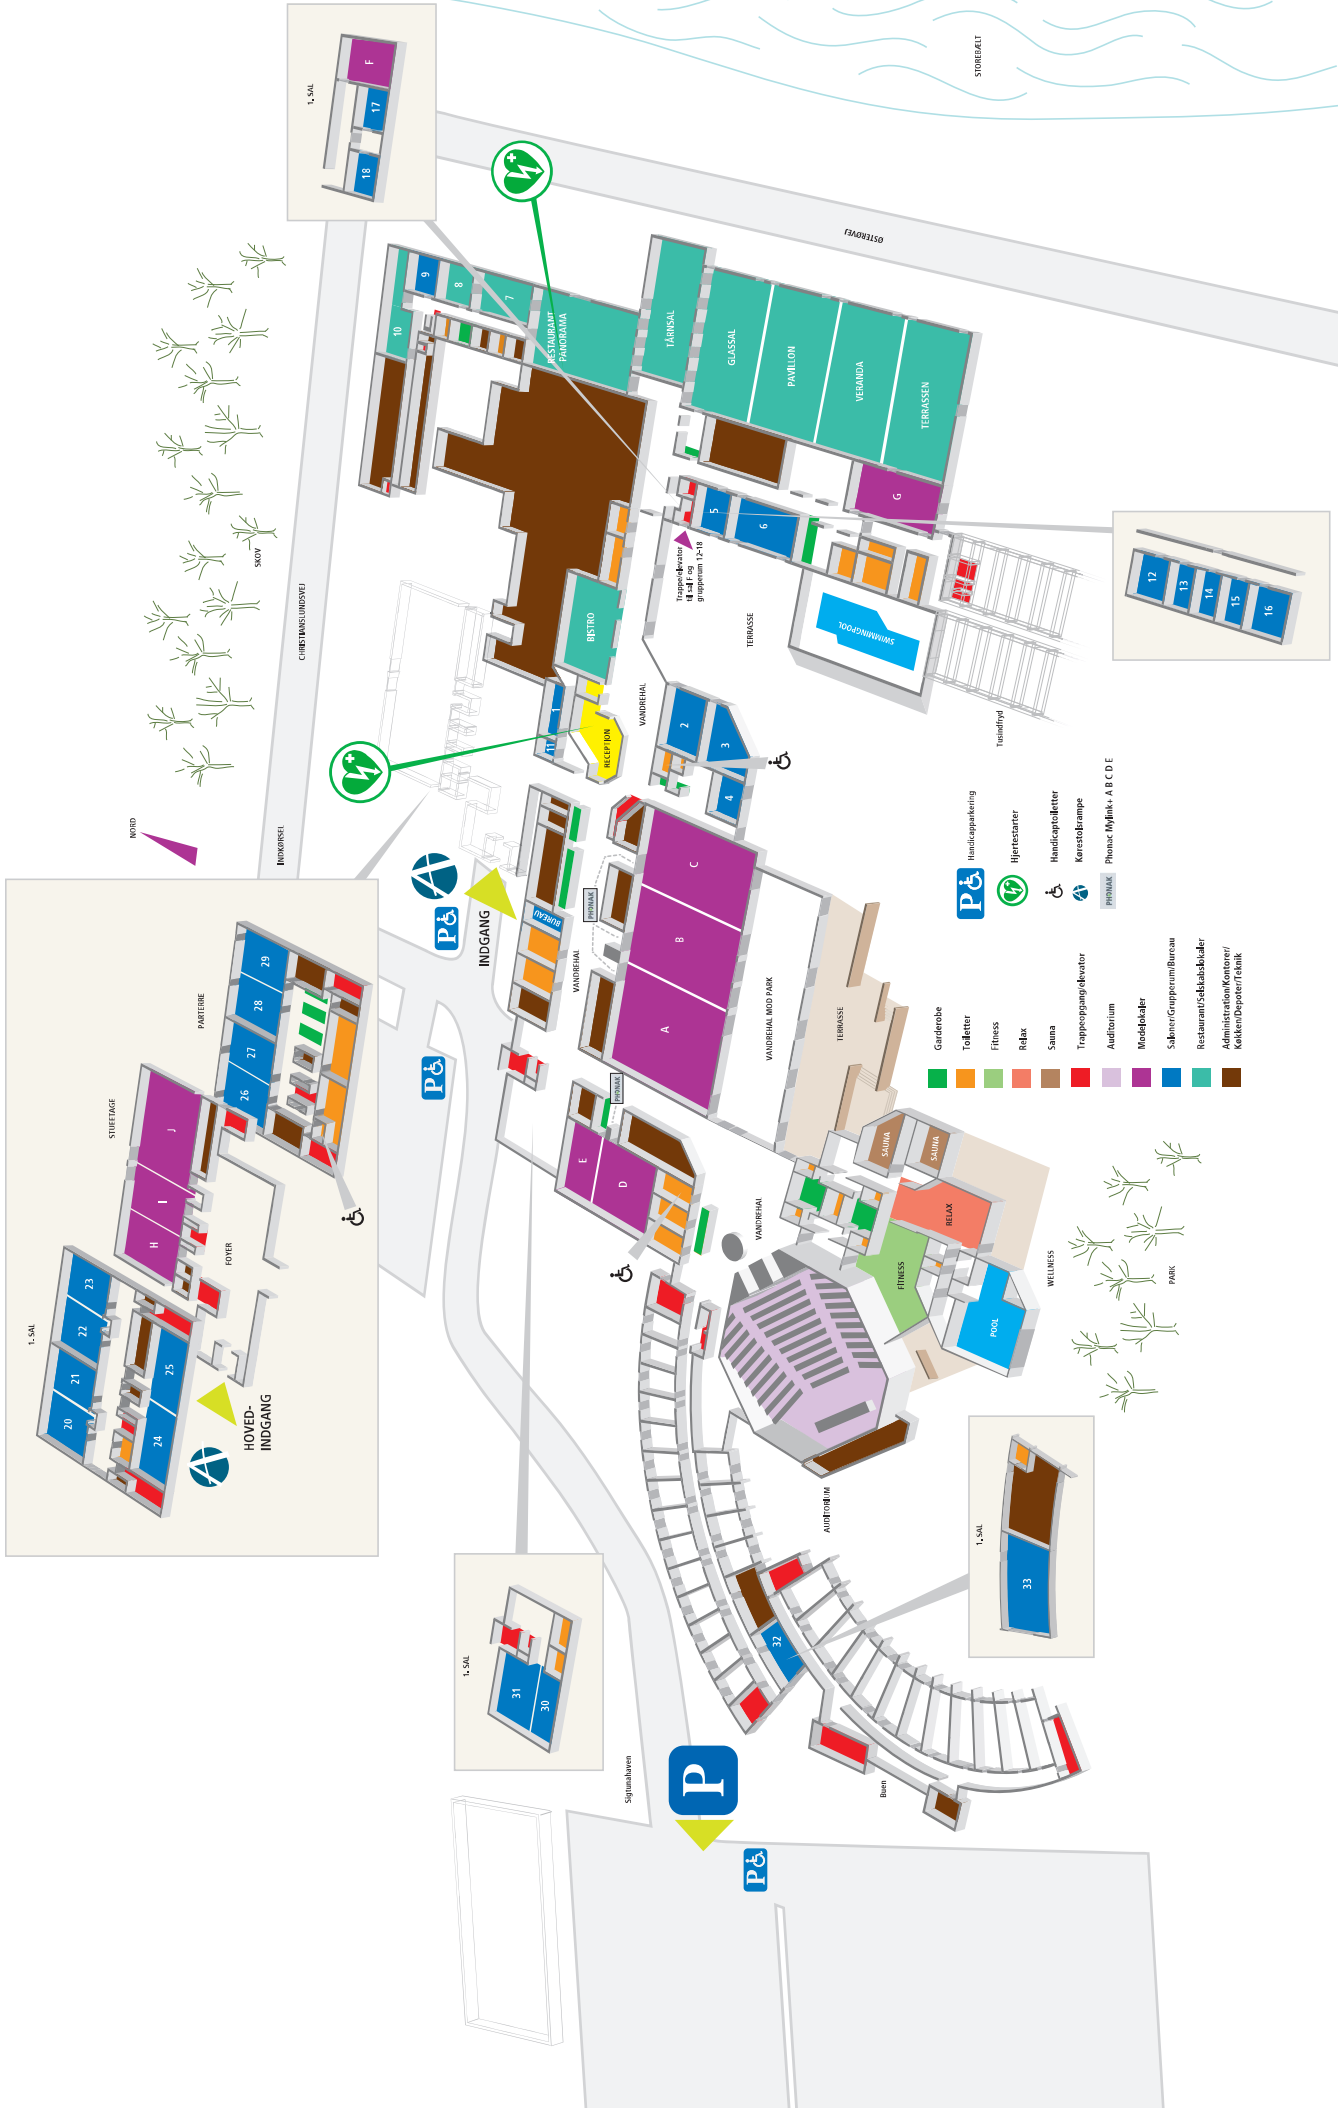 1. SAL
20
21
22
23
24
25
HOVED-
INDGANG
STUEETAGE
H
I
J
FOYER
PARTERRE
26
27
28
29
NORD
SKOV
CHRISTIANSLUNDSVEJ
INDKØRSEL
1. SAL
F
17
18
STOREBÆLT
ØSTERØVEJ
10
9
8
7
RESTAURANT
PANORAMA
TÅRNSAL
GLASSAL
PAVILLON
VERANDA
TERRASSEN
G
5
6
Trappe/elevator
til sal F og
grupperum 12-18
TERRASSE
SWIMMINGPOOL
Tusindfryd
12
13
14
15
16
BISTRO
RECEPTION
1
11
VANDREHAL
2
3
4
P
INDGANG
BUREAU
VANDREHAL
PHONAK
A
B
C
VANDREHAL MOD PARK
TERRASSE
P
PHONAK
E
D
VANDREHAL
SAUNA
SAUNA
RELAX
FITNESS
POOL
WELLNESS
PARK
AUDITORIUM
1. SAL
31
30
32
1. SAL
33
Sigtunahaven
P
P
Buen
P
Handicapparkering
Hjertestarter
Handicaptoiletter
Kørestolsrampe
PHONAK
Phonac Mylink+ A B C D E
Garderobe
Toiletter
Fitness
Relax
Sauna
Trappeopgang/elevator
Auditorium
Mødelokaler
Saloner/Grupperum/Bureau
Restaurant/Selskabslokaler
Administration/Kontorer/
Køkken/Depoter/Teknik